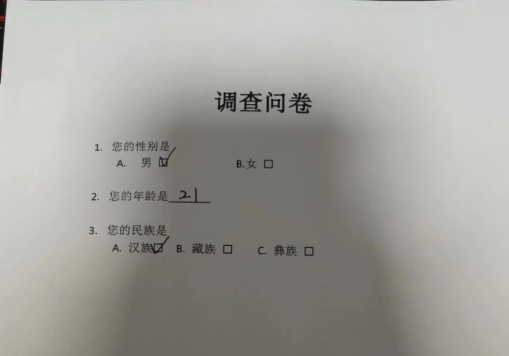 调查问卷
1. 您的性别是
A. 男 ☑ B.女 □
2. 您的年龄是 21
3. 您的民族是
A. 汉族☑ B. 藏族 □ C. 彝族 □